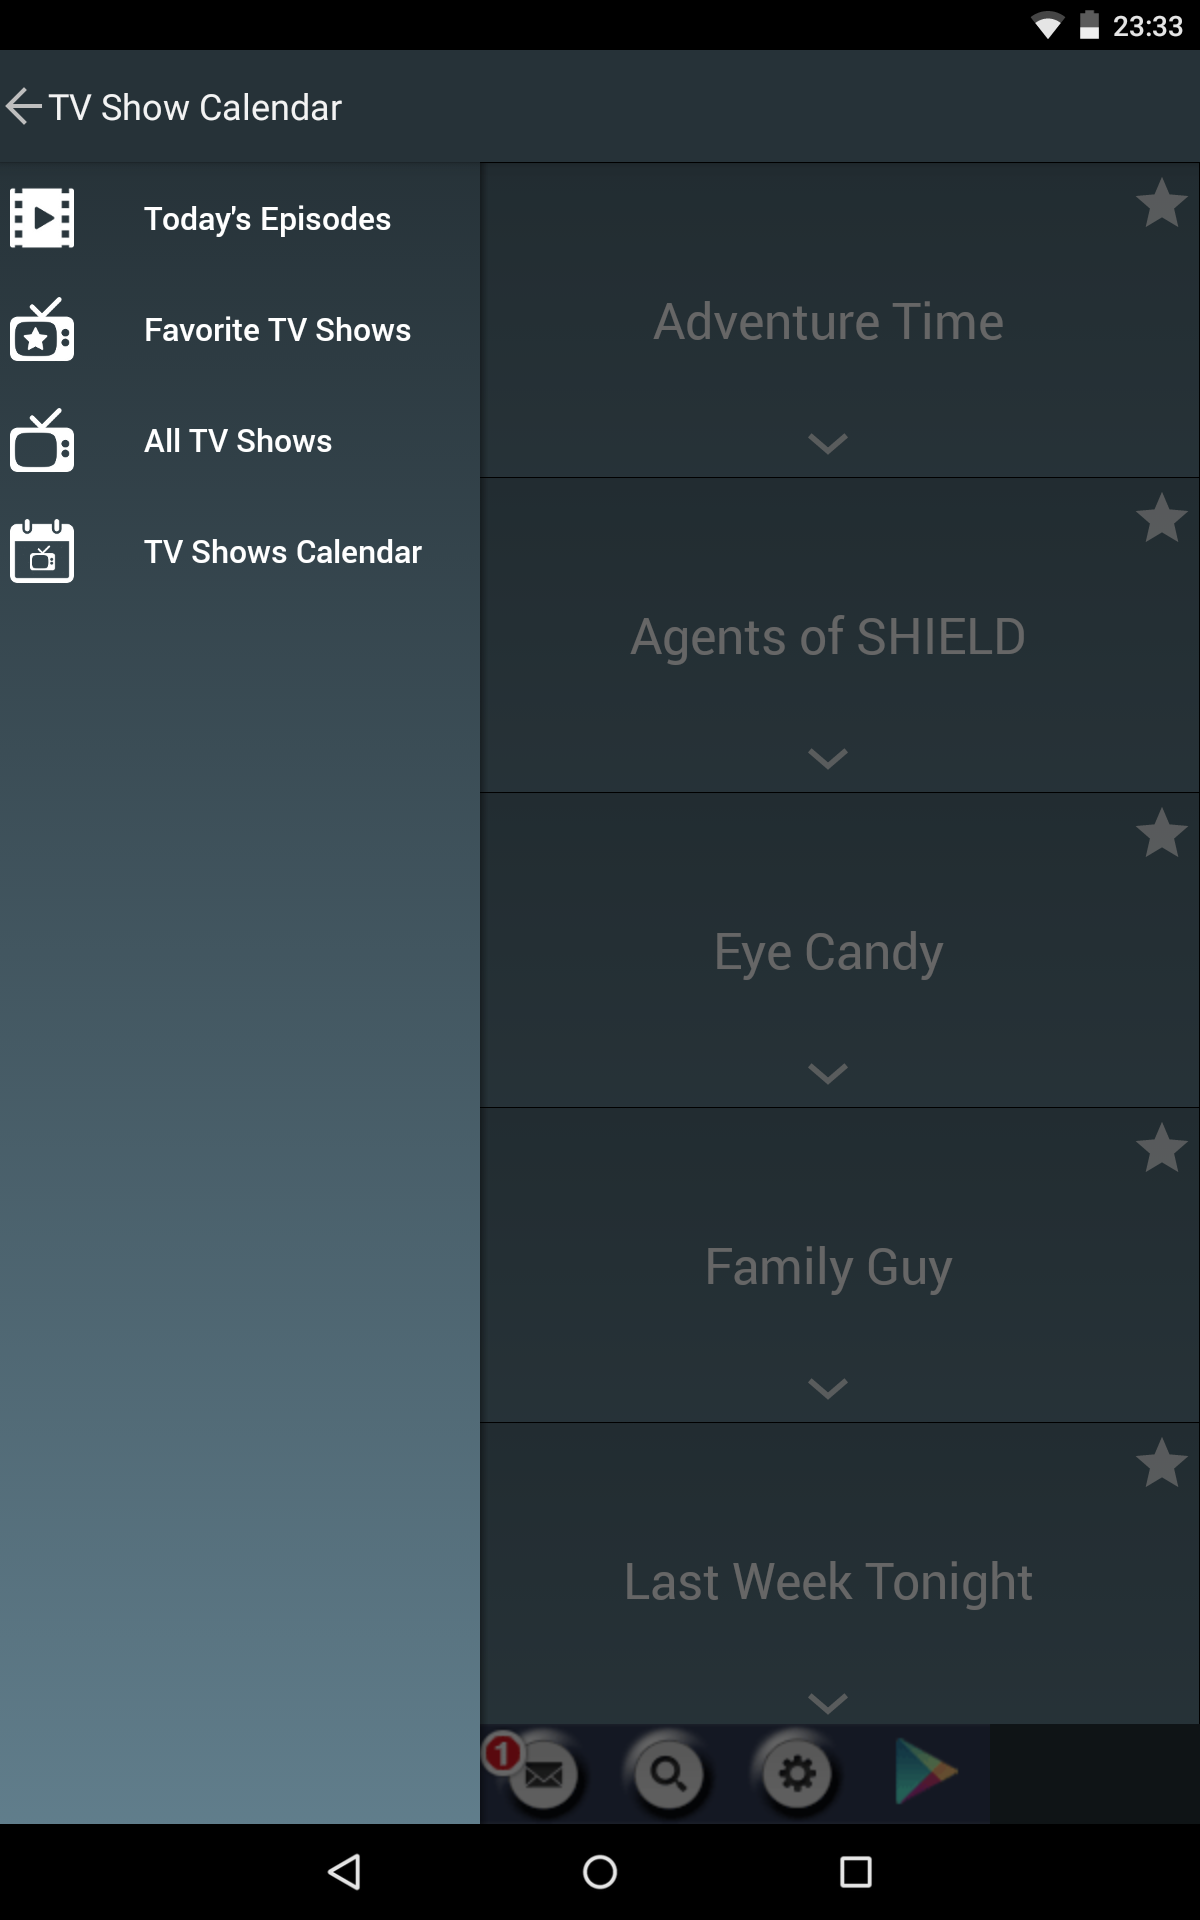 23:33
TV Show Calendar
Today's Episodes
Favorite TV Shows
All TV Shows
TV Shows Calendar
Adventure Time
Agents of SHIELD
Eye Candy
Family Guy
Last Week Tonight
1